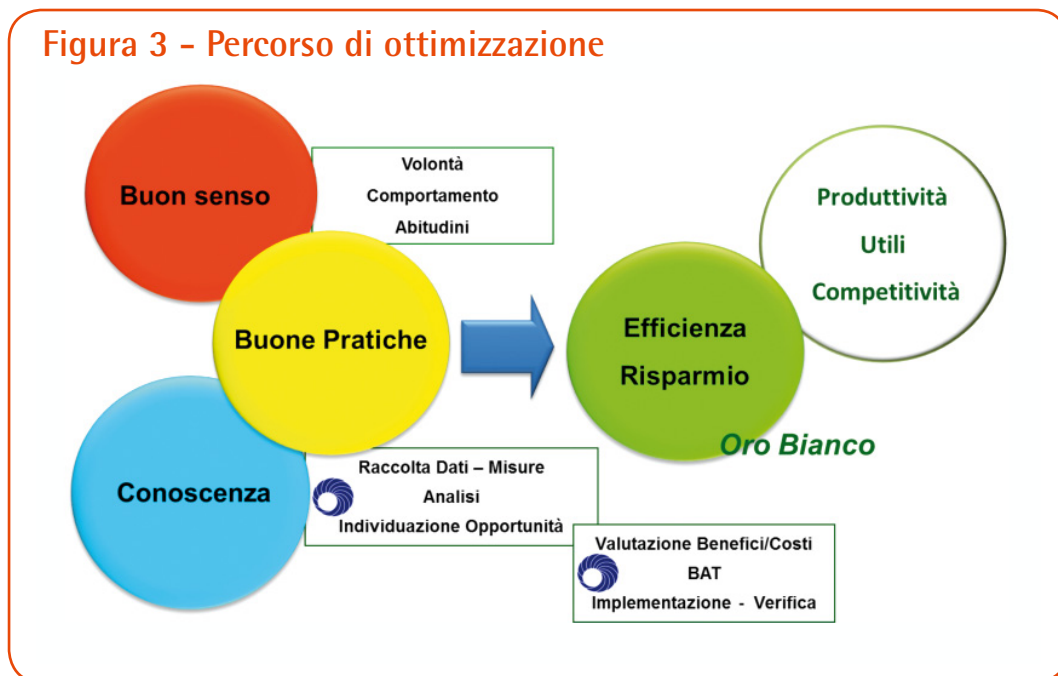 Figura 3 - Percorso di ottimizzazione
Buon senso
Volontà
Comportamento
Abitudini
Buone Pratiche
Conoscenza
Raccolta Dati – Misure
Analisi
Individuazione Opportunità
Efficienza
Risparmio
Oro Bianco
Produttività
Utili
Competitività
Valutazione Benefici/Costi
BAT
Implementazione - Verifica